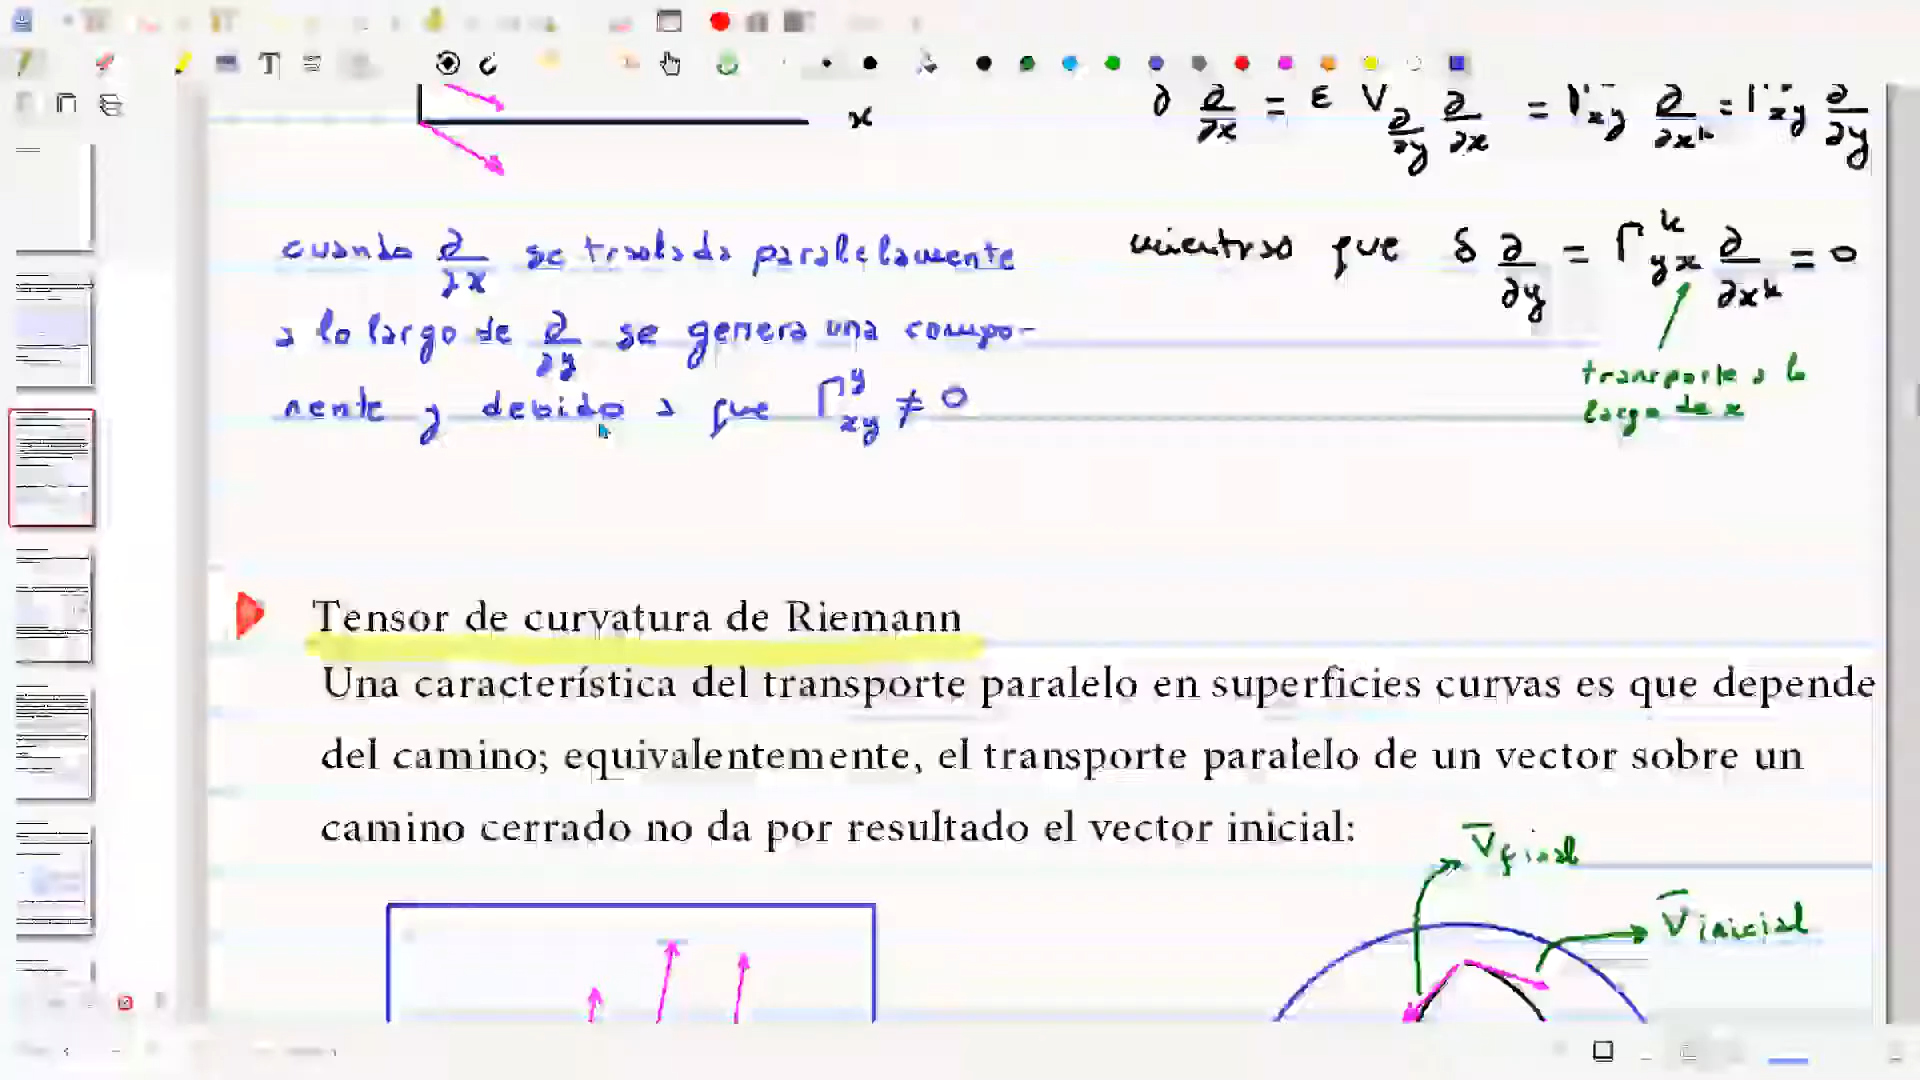 x
δ ∂/∂x = ε ∇_{∂/∂y} ∂/∂x = Γ^{..}_{xy} ∂/∂x^k = Γ^{..}_{xy} ∂/∂y
cuando ∂/∂x se traslada paralelamente
a lo largo de ∂/∂y se genera una compo-
nente y debido a que Γ^y_{xy} ≠ 0
mientras que δ ∂/∂y = Γ^k_{yx} ∂/∂x^k = 0
transporte a lo
largo de x
Tensor de curvatura de Riemann
Una característica del transporte paralelo en superficies curvas es que depende
del camino; equivalentemente, el transporte paralelo de un vector sobre un
camino cerrado no da por resultado el vector inicial:
V̄ final
V̄ inicial